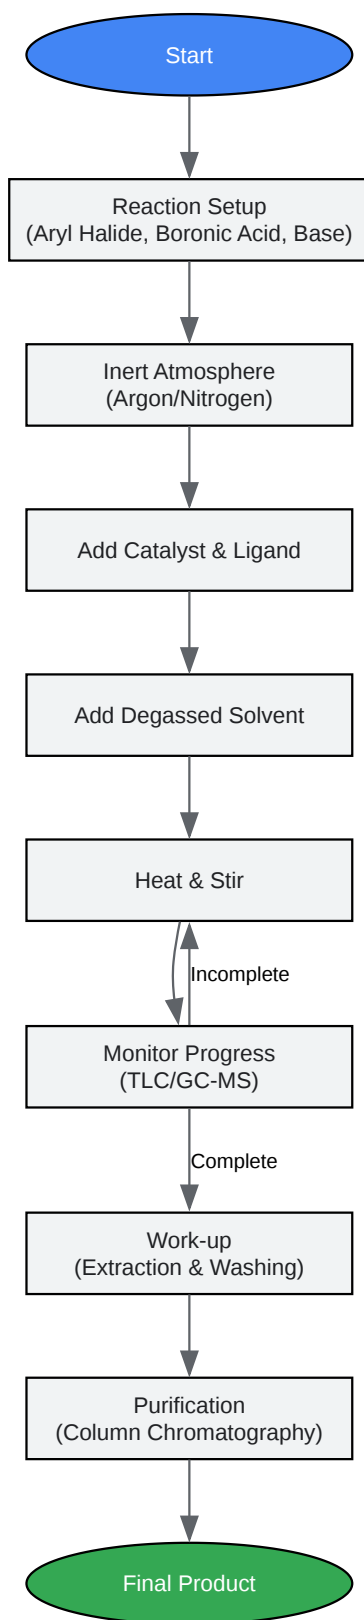 Start
Reaction Setup
(Aryl Halide, Boronic Acid, Base)
Inert Atmosphere
(Argon/Nitrogen)
Add Catalyst & Ligand
Add Degassed Solvent
Heat & Stir
Incomplete
Monitor Progress
(TLC/GC-MS)
Complete
Work-up
(Extraction & Washing)
Purification
(Column Chromatography)
Final Product